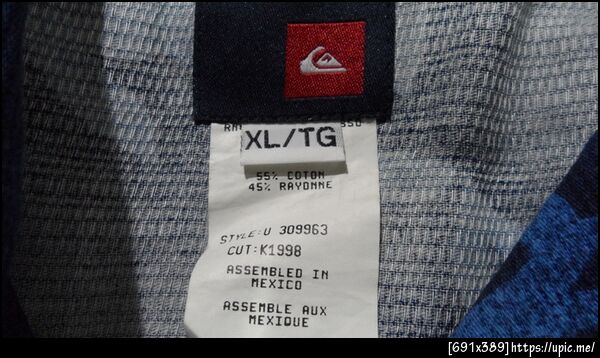 XL/TG
55% COTON
45% RAYONNE
STYLE:U 309963
CUT:K1998
ASSEMBLED IN
MEXICO
ASSEMBLE AUX
MEXIQUE
[691x389]https://upic.me/